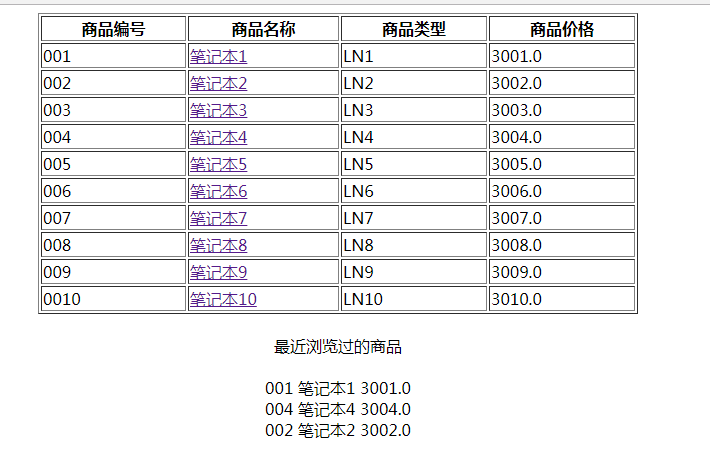 商品编号 商品名称 商品类型 商品价格
001 笔记本1 LN1 3001.0
002 笔记本2 LN2 3002.0
003 笔记本3 LN3 3003.0
004 笔记本4 LN4 3004.0
005 笔记本5 LN5 3005.0
006 笔记本6 LN6 3006.0
007 笔记本7 LN7 3007.0
008 笔记本8 LN8 3008.0
009 笔记本9 LN9 3009.0
0010 笔记本10 LN10 3010.0
最近浏览过的商品
001 笔记本1 3001.0
004 笔记本4 3004.0
002 笔记本2 3002.0